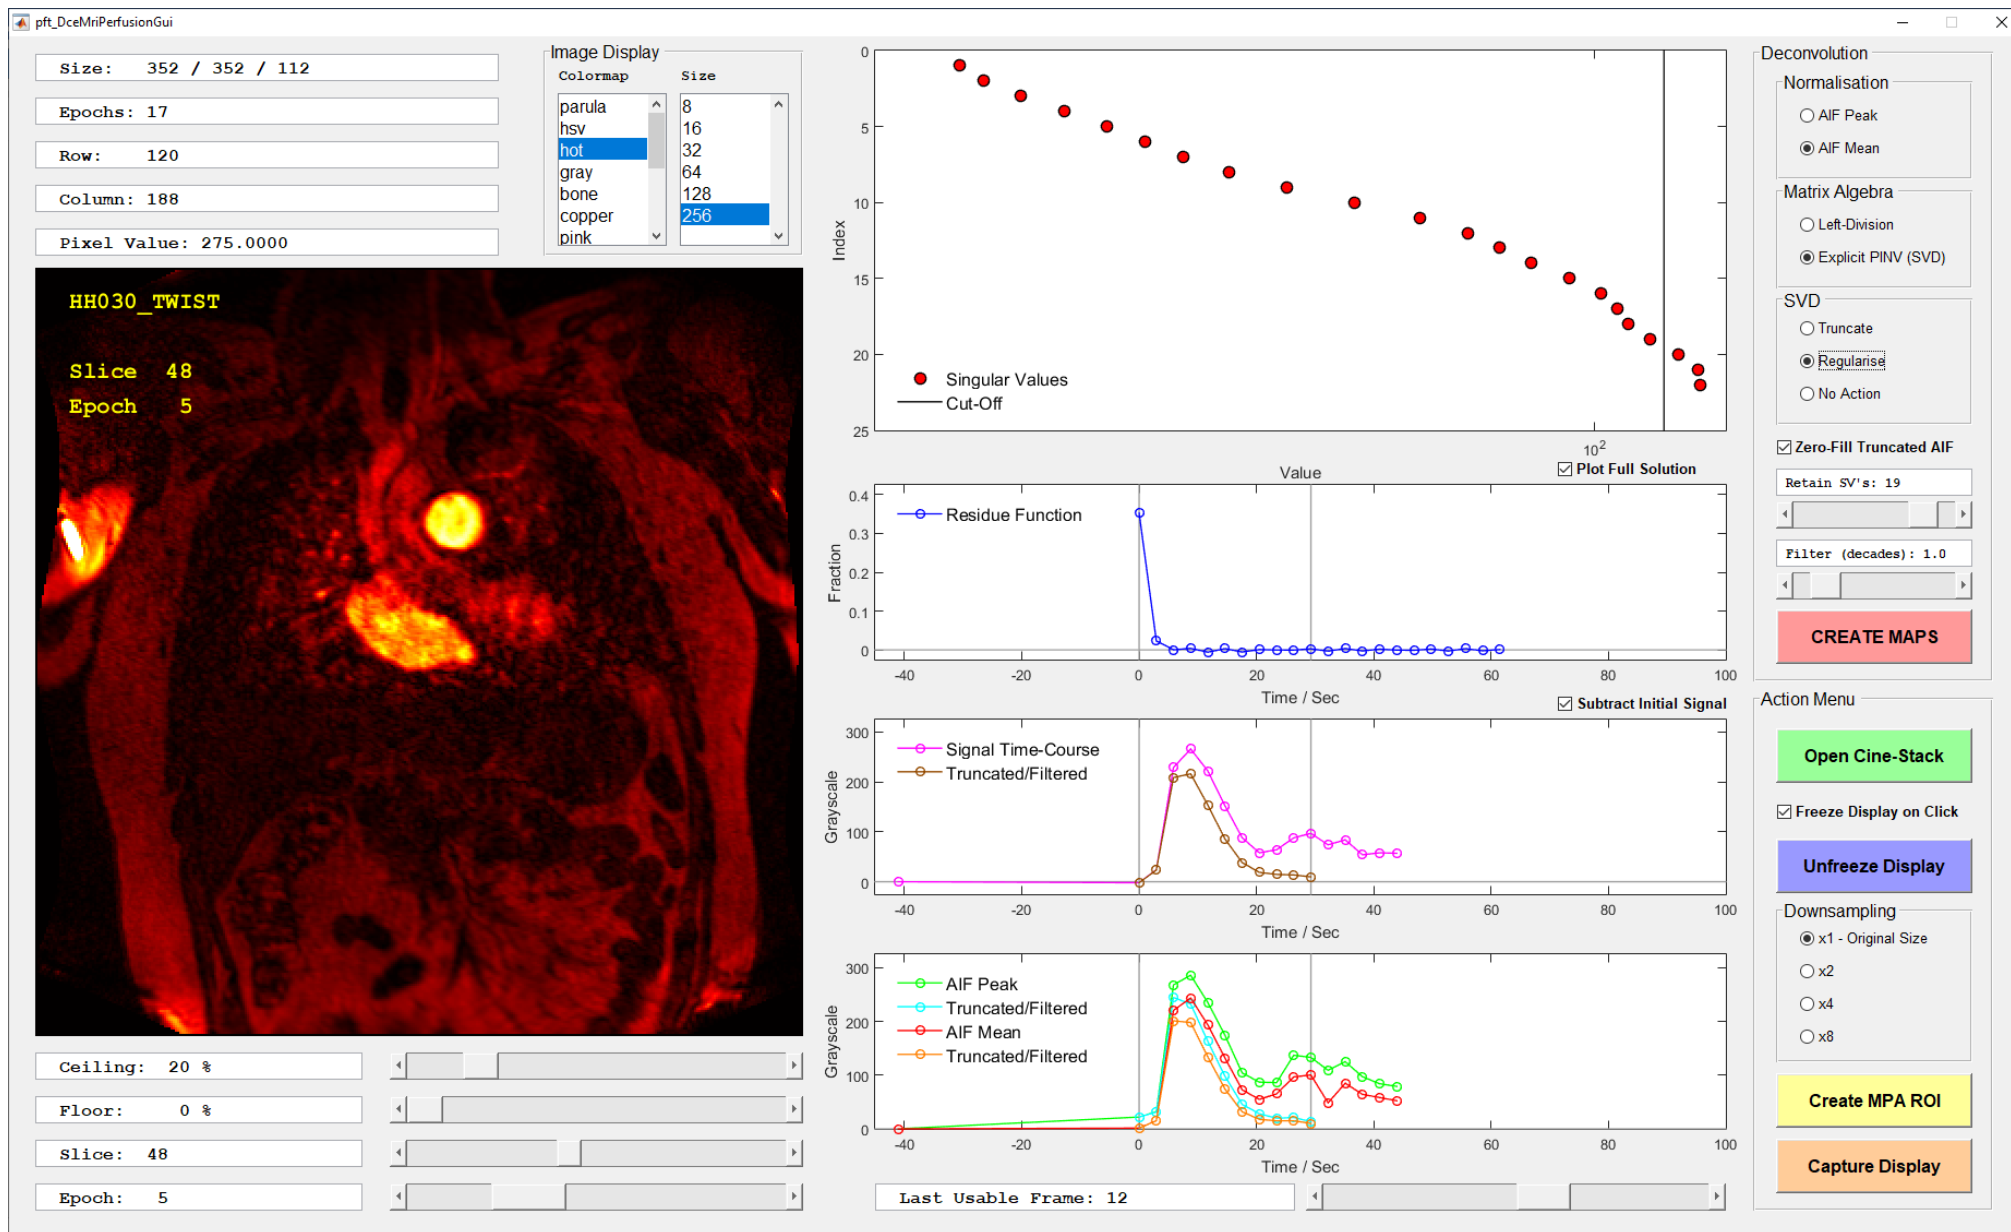 pft_DceMriPerfusionGui
Size: 352 / 352 / 112
Epochs: 17
Row: 120
Column: 188
Pixel Value: 275.0000
Image Display
Colormap Size
parula
hsv
hot
gray
bone
copper
pink
8
16
32
64
128
256
HH030_TWIST
Slice 48
Epoch 5
Ceiling: 20 %
Floor: 0 %
Slice: 48
Epoch: 5
0
5
10
15
20
25
Index
Singular Values
Cut-Off
10²
Value
Plot Full Solution
0.4
0.3
0.2
0.1
0
Fraction
Residue Function
-40 -20 0 20 40 60 80 100
Time / Sec
Subtract Initial Signal
300
200
100
0
Grayscale
Signal Time-Course
Truncated/Filtered
-40 -20 0 20 40 60 80 100
Time / Sec
300
200
100
0
Grayscale
AIF Peak
Truncated/Filtered
AIF Mean
Truncated/Filtered
-40 -20 0 20 40 60 80 100
Time / Sec
Last Usable Frame: 12
Deconvolution
Normalisation
AIF Peak
AIF Mean
Matrix Algebra
Left-Division
Explicit PINV (SVD)
SVD
Truncate
Regularise
No Action
Zero-Fill Truncated AIF
Retain SV's: 19
Filter (decades): 1.0
CREATE MAPS
Action Menu
Open Cine-Stack
Freeze Display on Click
Unfreeze Display
Downsampling
x1 - Original Size
x2
x4
x8
Create MPA ROI
Capture Display